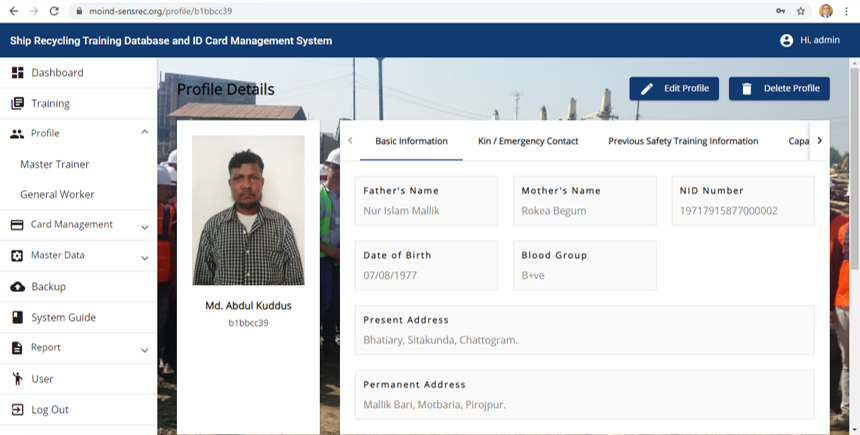 moind-sensrec.org/profile/b1bbcc39
Ship Recycling Training Database and ID Card Management System
Hi, admin
Dashboard
Training
Profile
Master Trainer
General Worker
Card Management
Master Data
Backup
System Guide
Report
User
Log Out
Profile Details
Edit Profile
Delete Profile
Md. Abdul Kuddus
b1bbcc39
Basic Information
Kin / Emergency Contact
Previous Safety Training Information
Capa
Father's Name
Nur Islam Mallik
Mother's Name
Rokea Begum
NID Number
19717915877000002
Date of Birth
07/08/1977
Blood Group
B+ve
Present Address
Bhatiary, Sitakunda, Chattogram.
Permanent Address
Mallik Bari, Motbaria, Pirojpur.